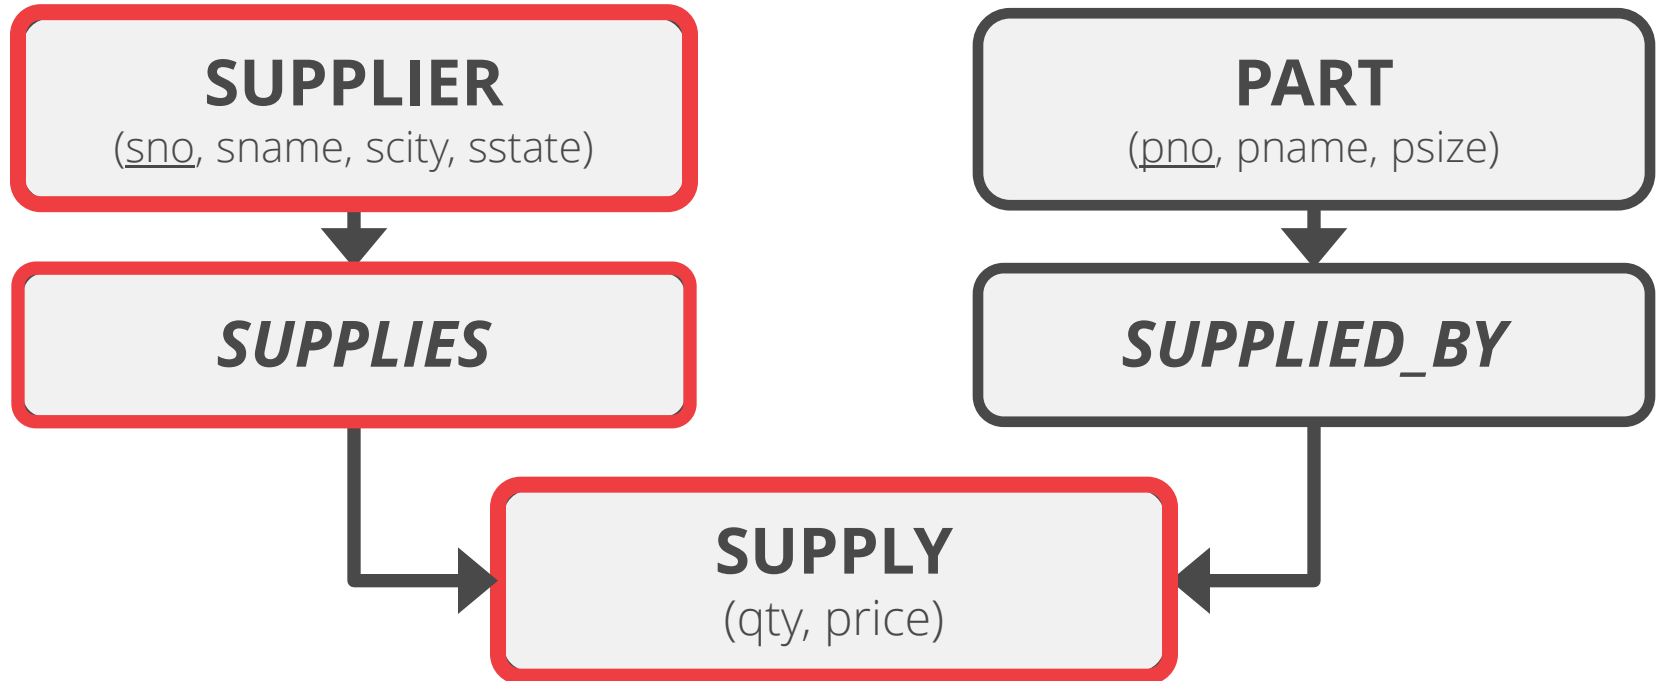 SUPPLIER
(sno, sname, scity, sstate)
PART
(pno, pname, psize)
SUPPLIES
SUPPLIED_BY
SUPPLY
(qty, price)